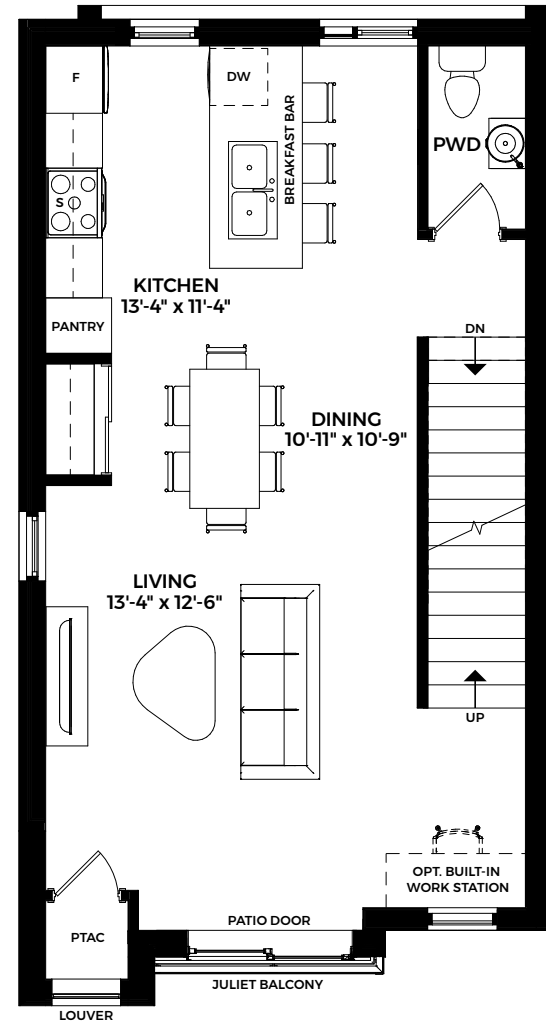 F
DW
BREAKFAST BAR
PWD
S
KITCHEN
13'-4" x 11'-4"
PANTRY
DN
DINING
10'-11" x 10'-9"
LIVING
13'-4" x 12'-6"
UP
OPT. BUILT-IN
WORK STATION
PATIO DOOR
PTAC
JULIET BALCONY
LOUVER